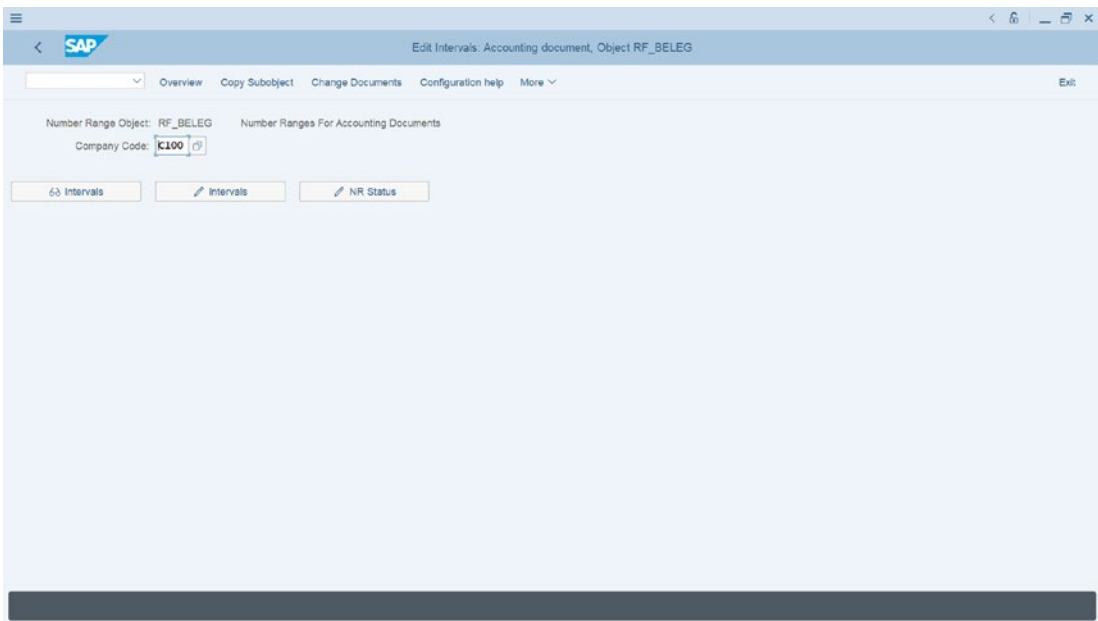 SAP
Edit Intervals: Accounting document, Object RF_BELEG
Overview Copy Subobject Change Documents Configuration help More Exit
Number Range Object: RF_BELEG Number Ranges For Accounting Documents
Company Code: C100
Intervals Intervals NR Status